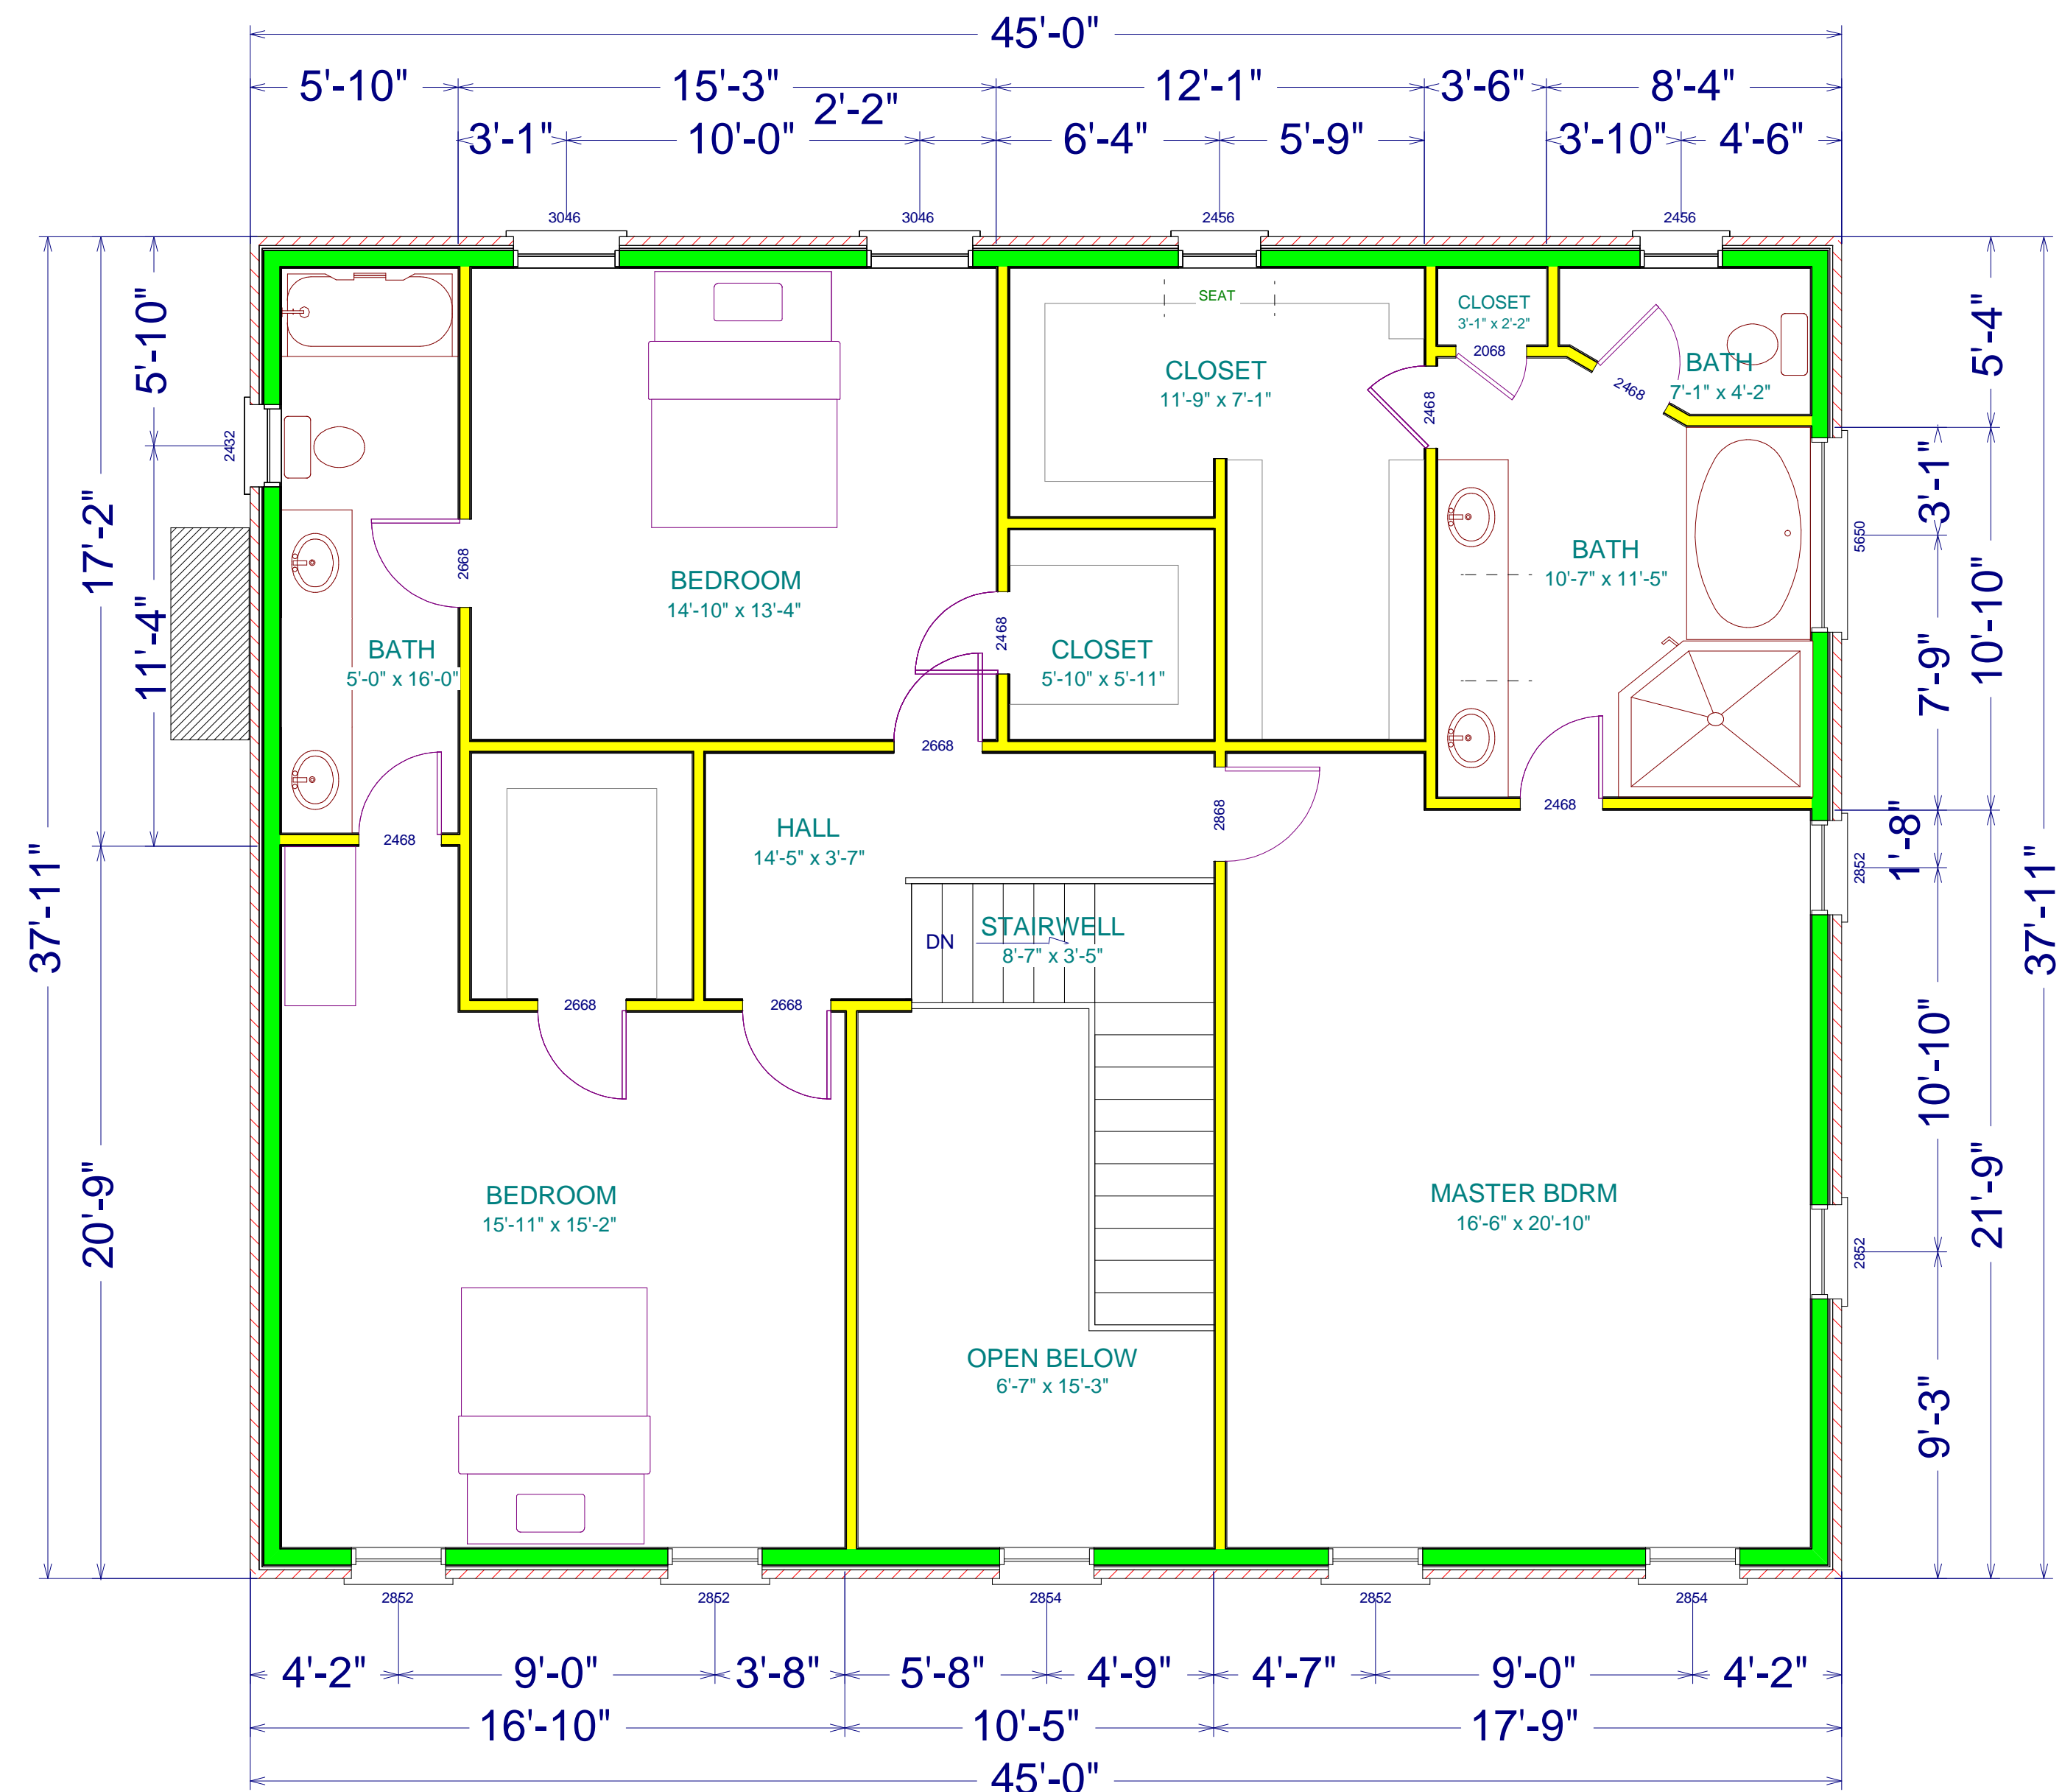 45'-0"
5'-10"
15'-3"
12'-1"
3'-6"
8'-4"
2'-2"
3'-1"
10'-0"
6'-4"
5'-9"
3'-10"
4'-6"
3046
3046
2456
2456
SEAT
CLOSET
3'-1" x 2'-2"
2068
CLOSET
11'-9" x 7'-1"
2468
2468
BATH
7'-1" x 4'-2"
5'-10"
5'-4"
2432
17'-2"
11'-4"
37'-11"
20'-9"
3'-1"
5650
10'-10"
7'-9"
2668
BEDROOM
14'-10" x 13'-4"
BATH
10'-7" x 11'-5"
2468
BATH
5'-0" x 16'-0"
CLOSET
5'-10" x 5'-11"
2668
2468
HALL
14'-5" x 3'-7"
2868
2468
1'-8"
2852
37'-11"
DN
STAIRWELL
8'-7" x 3'-5"
2668
2668
10'-10"
21'-9"
BEDROOM
15'-11" x 15'-2"
MASTER BDRM
16'-6" x 20'-10"
2852
OPEN BELOW
6'-7" x 15'-3"
9'-3"
2852
2852
2854
2852
2854
4'-2"
9'-0"
3'-8"
5'-8"
4'-9"
4'-7"
9'-0"
4'-2"
16'-10"
10'-5"
17'-9"
45'-0"